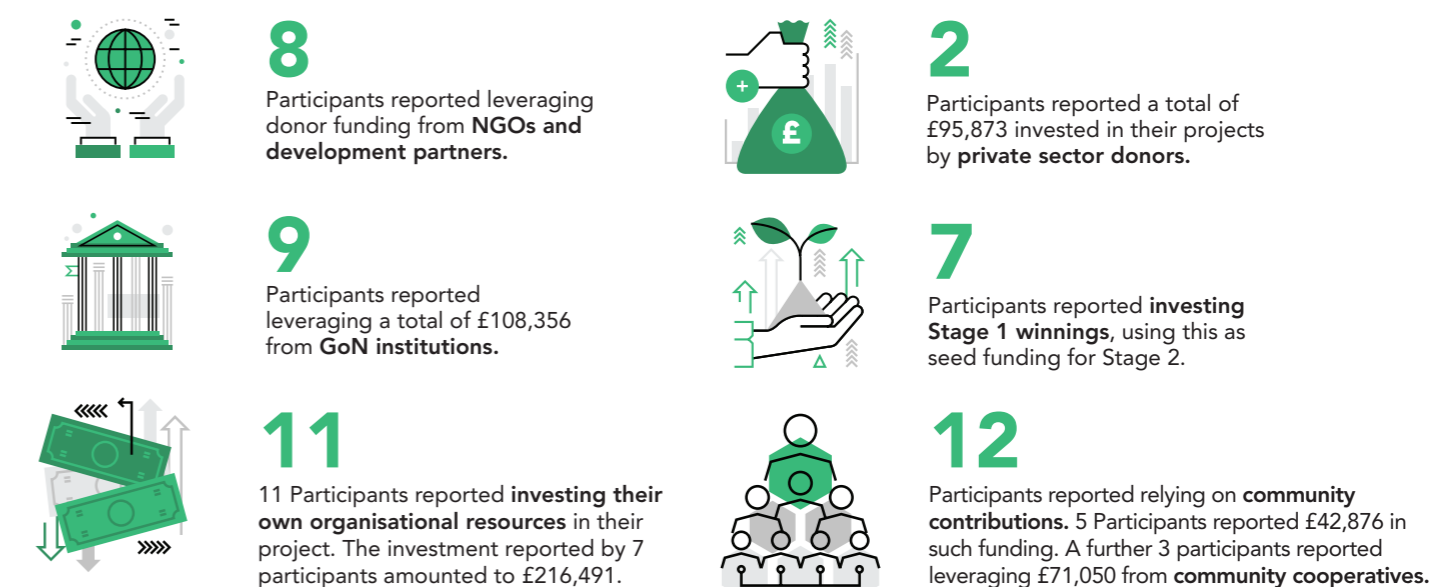 8
Participants reported leveraging
donor funding from NGOs and
development partners.
2
Participants reported a total of
£95,873 invested in their projects
by private sector donors.
9
Participants reported
leveraging a total of £108,356
from GoN institutions.
7
Participants reported investing
Stage 1 winnings, using this as
seed funding for Stage 2.
11
11 Participants reported investing their
own organisational resources in their
project. The investment reported by 7
participants amounted to £216,491.
12
Participants reported relying on community
contributions. 5 Participants reported £42,876 in
such funding. A further 3 participants reported
leveraging £71,050 from community cooperatives.
+
£